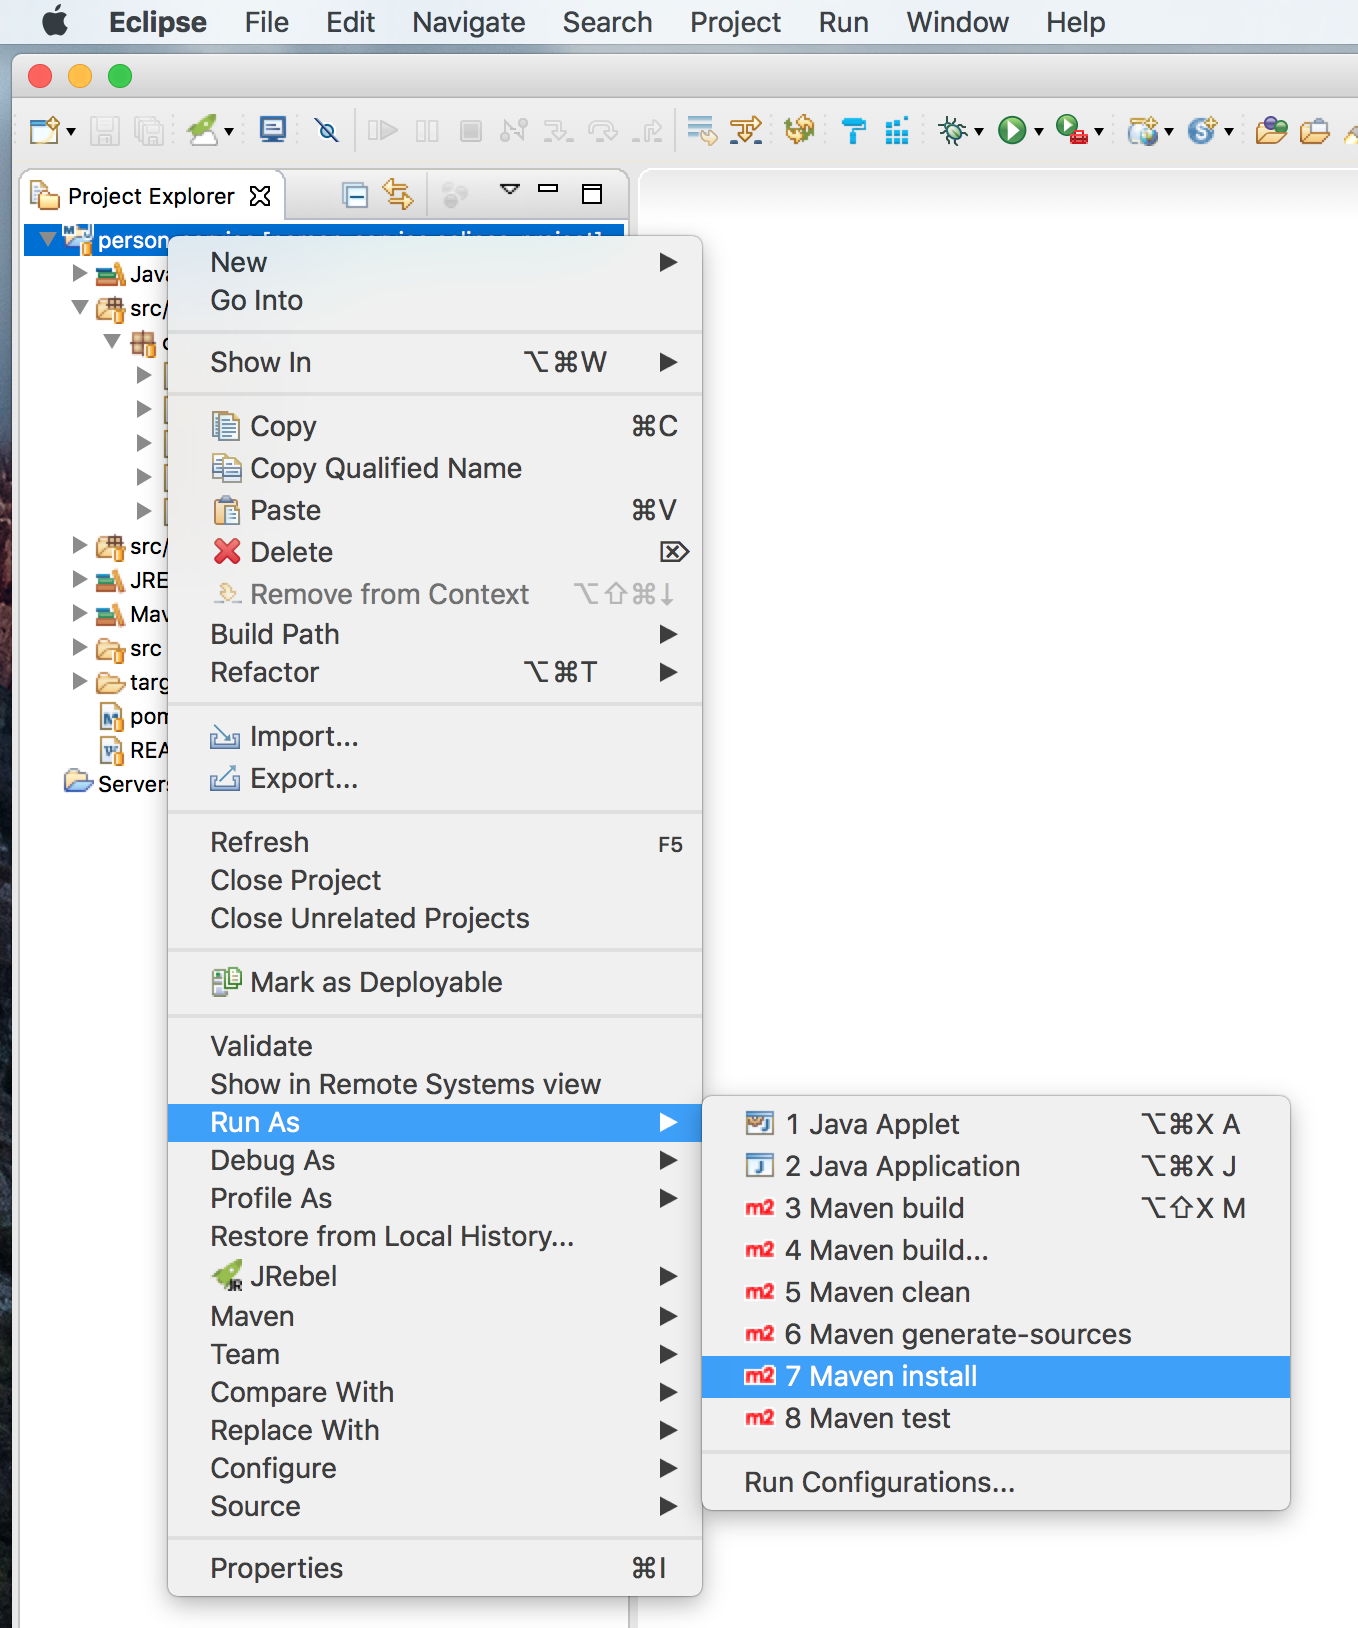 Eclipse File Edit Navigate Search Project Run Window Help
Project Explorer
person
Java
src/
src/
JRE
Mav
src
targ
pom
REA
Servers
New
Go Into
Show In ⌥⌘W
Copy ⌘C
Copy Qualified Name
Paste ⌘V
Delete ⌦
Remove from Context ⌥⇧⌘↓
Build Path
Refactor ⌥⌘T
Import...
Export...
Refresh F5
Close Project
Close Unrelated Projects
Mark as Deployable
Validate
Show in Remote Systems view
Run As
Debug As
Profile As
Restore from Local History...
JRebel
Maven
Team
Compare With
Replace With
Configure
Source
Properties ⌘I
1 Java Applet ⌥⌘X A
2 Java Application ⌥⌘X J
m2 3 Maven build ⌥⇧X M
m2 4 Maven build...
m2 5 Maven clean
m2 6 Maven generate-sources
m2 7 Maven install
m2 8 Maven test
Run Configurations...